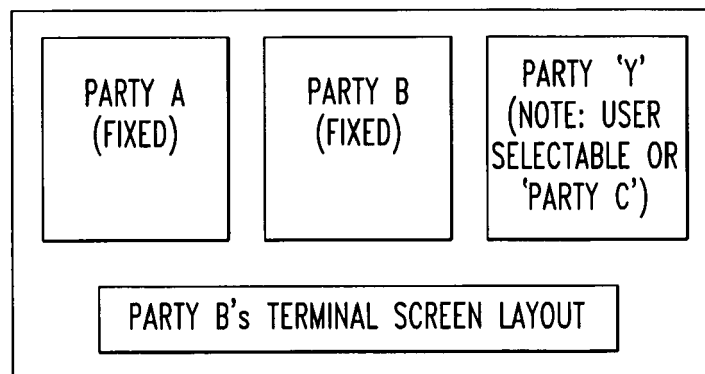 PARTY A
(FIXED)
PARTY B
(FIXED)
PARTY ‘Y’
(NOTE: USER
SELECTABLE OR
‘PARTY C’)
PARTY B's TERMINAL SCREEN LAYOUT